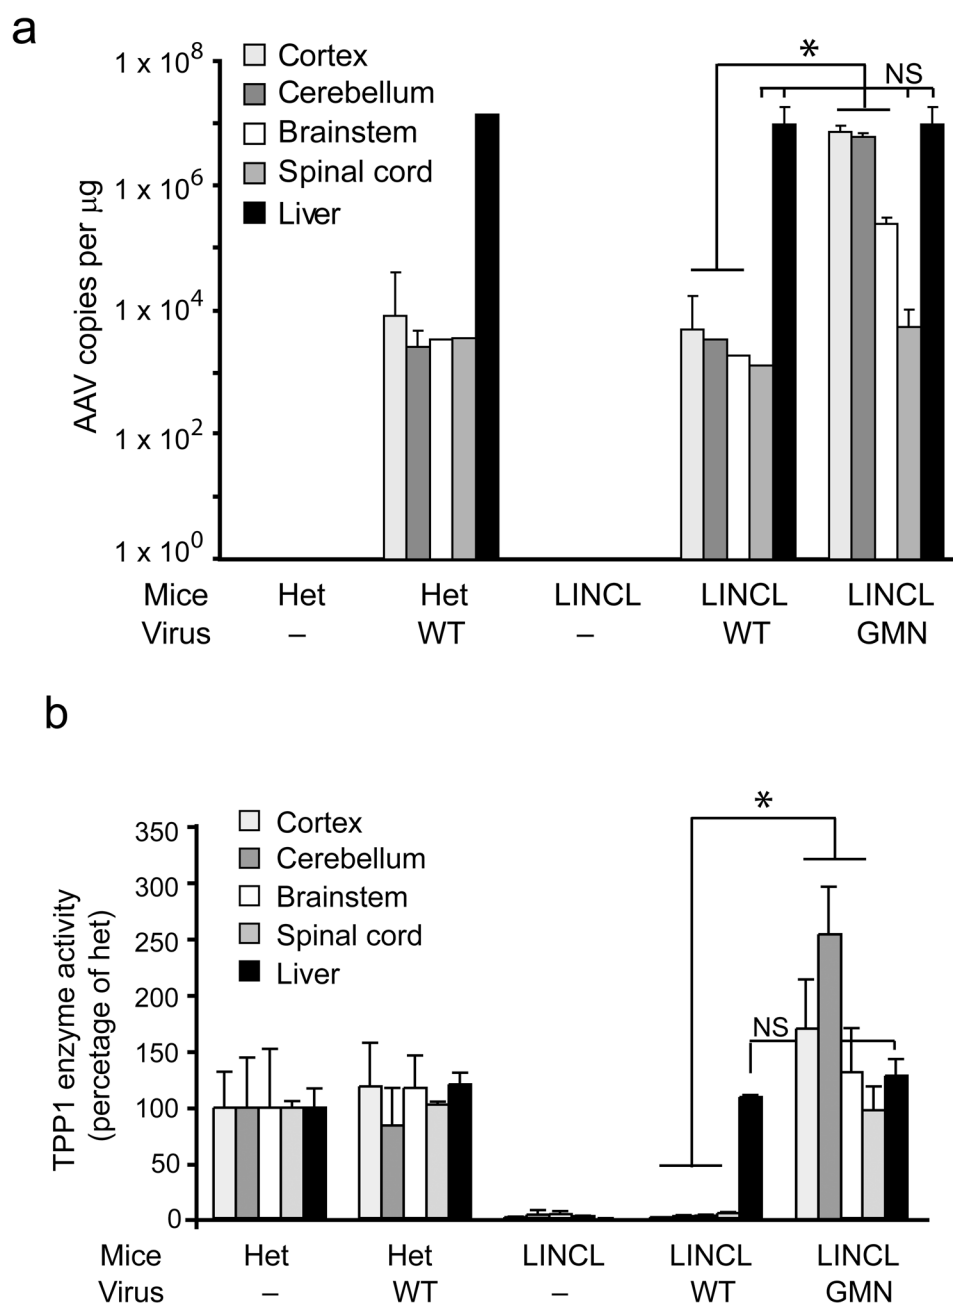 a
1 x 10^8
1 x 10^6
1 x 10^4
1 x 10^2
1 x 10^0
AAV copies per μg
Cortex
Cerebellum
Brainstem
Spinal cord
Liver
*
NS
Mice Het Het LINCL LINCL LINCL
Virus – WT – WT GMN
b
350
300
250
200
150
100
50
0
TPP1 enzyme activity
(percetage of het)
Cortex
Cerebellum
Brainstem
Spinal cord
Liver
*
NS
Mice Het Het LINCL LINCL LINCL
Virus – WT – WT GMN